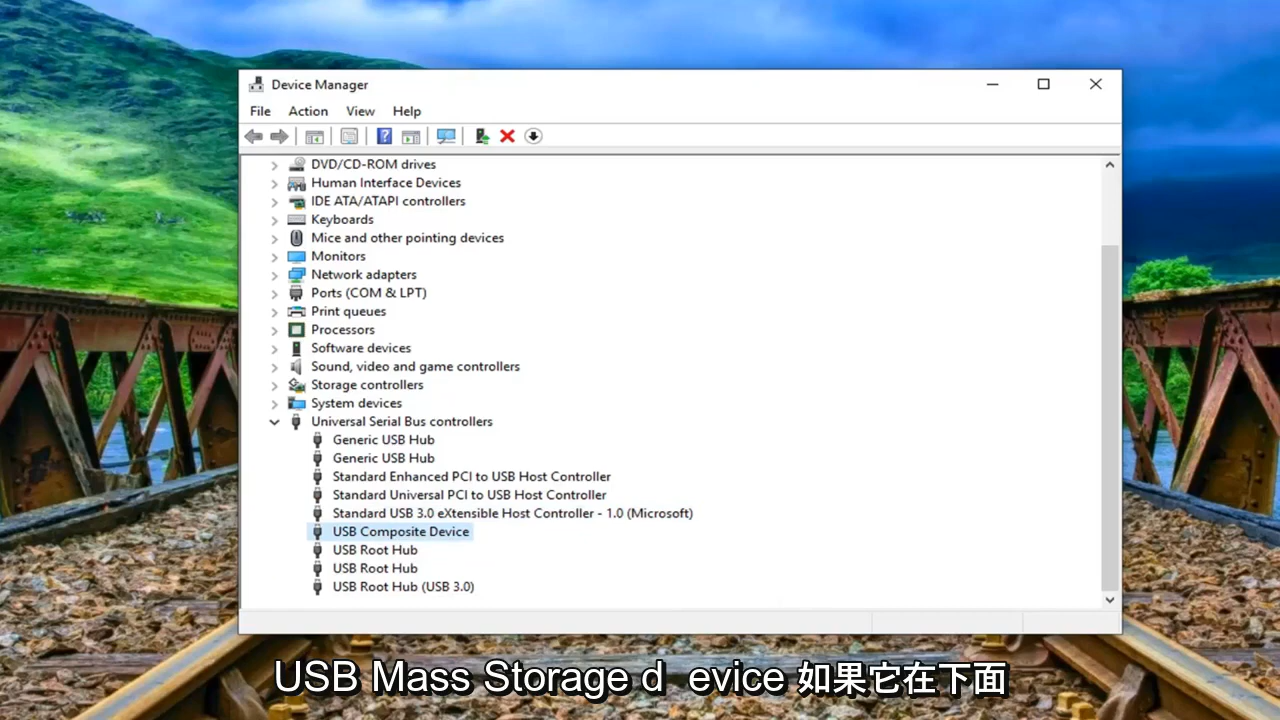 Device Manager
File Action View Help
DVD/CD-ROM drives
Human Interface Devices
IDE ATA/ATAPI controllers
Keyboards
Mice and other pointing devices
Monitors
Network adapters
Ports (COM & LPT)
Print queues
Processors
Software devices
Sound, video and game controllers
Storage controllers
System devices
Universal Serial Bus controllers
Generic USB Hub
Generic USB Hub
Standard Enhanced PCI to USB Host Controller
Standard Universal PCI to USB Host Controller
Standard USB 3.0 eXtensible Host Controller - 1.0 (Microsoft)
USB Composite Device
USB Root Hub
USB Root Hub
USB Root Hub (USB 3.0)
USB Mass Storage d evice 如果它在下面